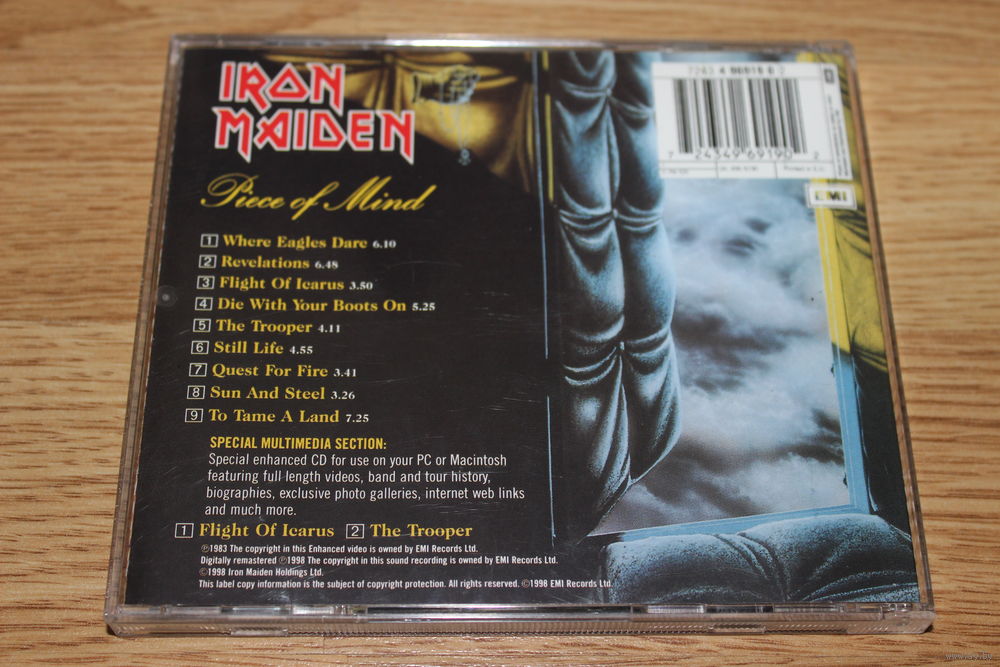 IRON
MAIDEN
Piece of Mind
1 Where Eagles Dare 6.10
2 Revelations 6.48
3 Flight Of Icarus 3.50
4 Die With Your Boots On 5.25
5 The Trooper 4.11
6 Still Life 4.55
7 Quest For Fire 3.41
8 Sun And Steel 3.26
9 To Tame A Land 7.25
SPECIAL MULTIMEDIA SECTION:
Special enhanced CD for use on your PC or Macintosh
featuring full length videos, band and tour history,
biographies, exclusive photo galleries, internet web links
and much more.
1 Flight Of Icarus 2 The Trooper
℗1983 The copyright in this Enhanced video is owned by EMI Records Ltd.
Digitally remastered ℗1998 The copyright in this sound recording is owned by EMI Records Ltd.
©1998 Iron Maiden Holdings Ltd.
This label copy information is the subject of copyright protection. All rights reserved. ©1998 EMI Records Ltd.
7 24349 69190 2
EMI